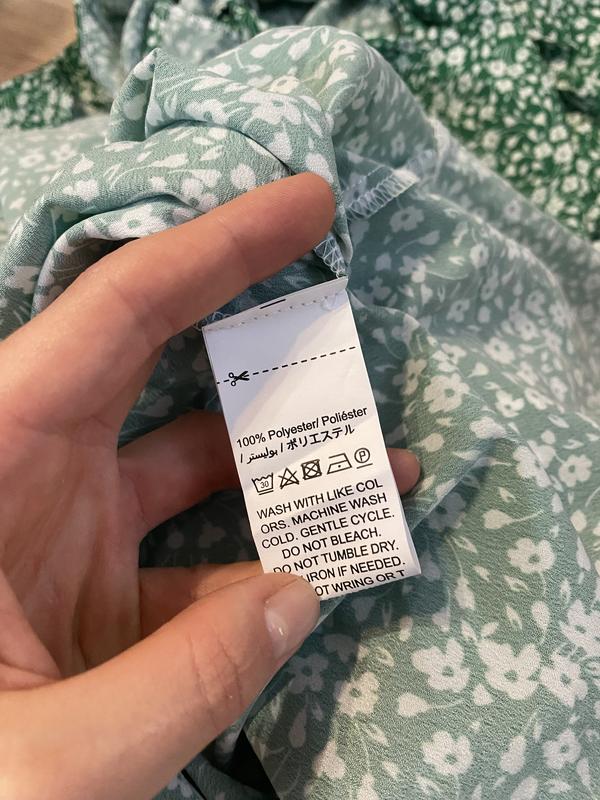 100% Polyester/ Poliéster
/ بوليستر / ポリエステル
30 P
WASH WITH LIKE COL
ORS. MACHINE WASH
COLD. GENTLE CYCLE.
DO NOT BLEACH.
DO NOT TUMBLE DRY.
IRON IF NEEDED.
WRING OR